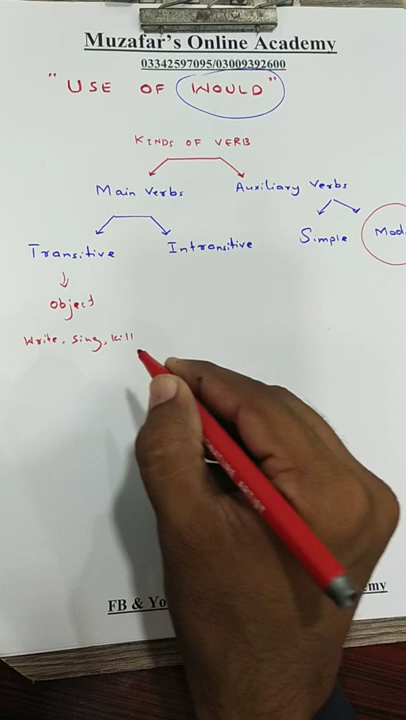 Muzafar's Online Academy
03342597095/03009392600
"USE OF WOULD"
KINDS OF VERB
Main Verbs Auxiliary Verbs
Transitive Intransitive Simple Mod
Object
Write, Sing, kill
FB & Yo